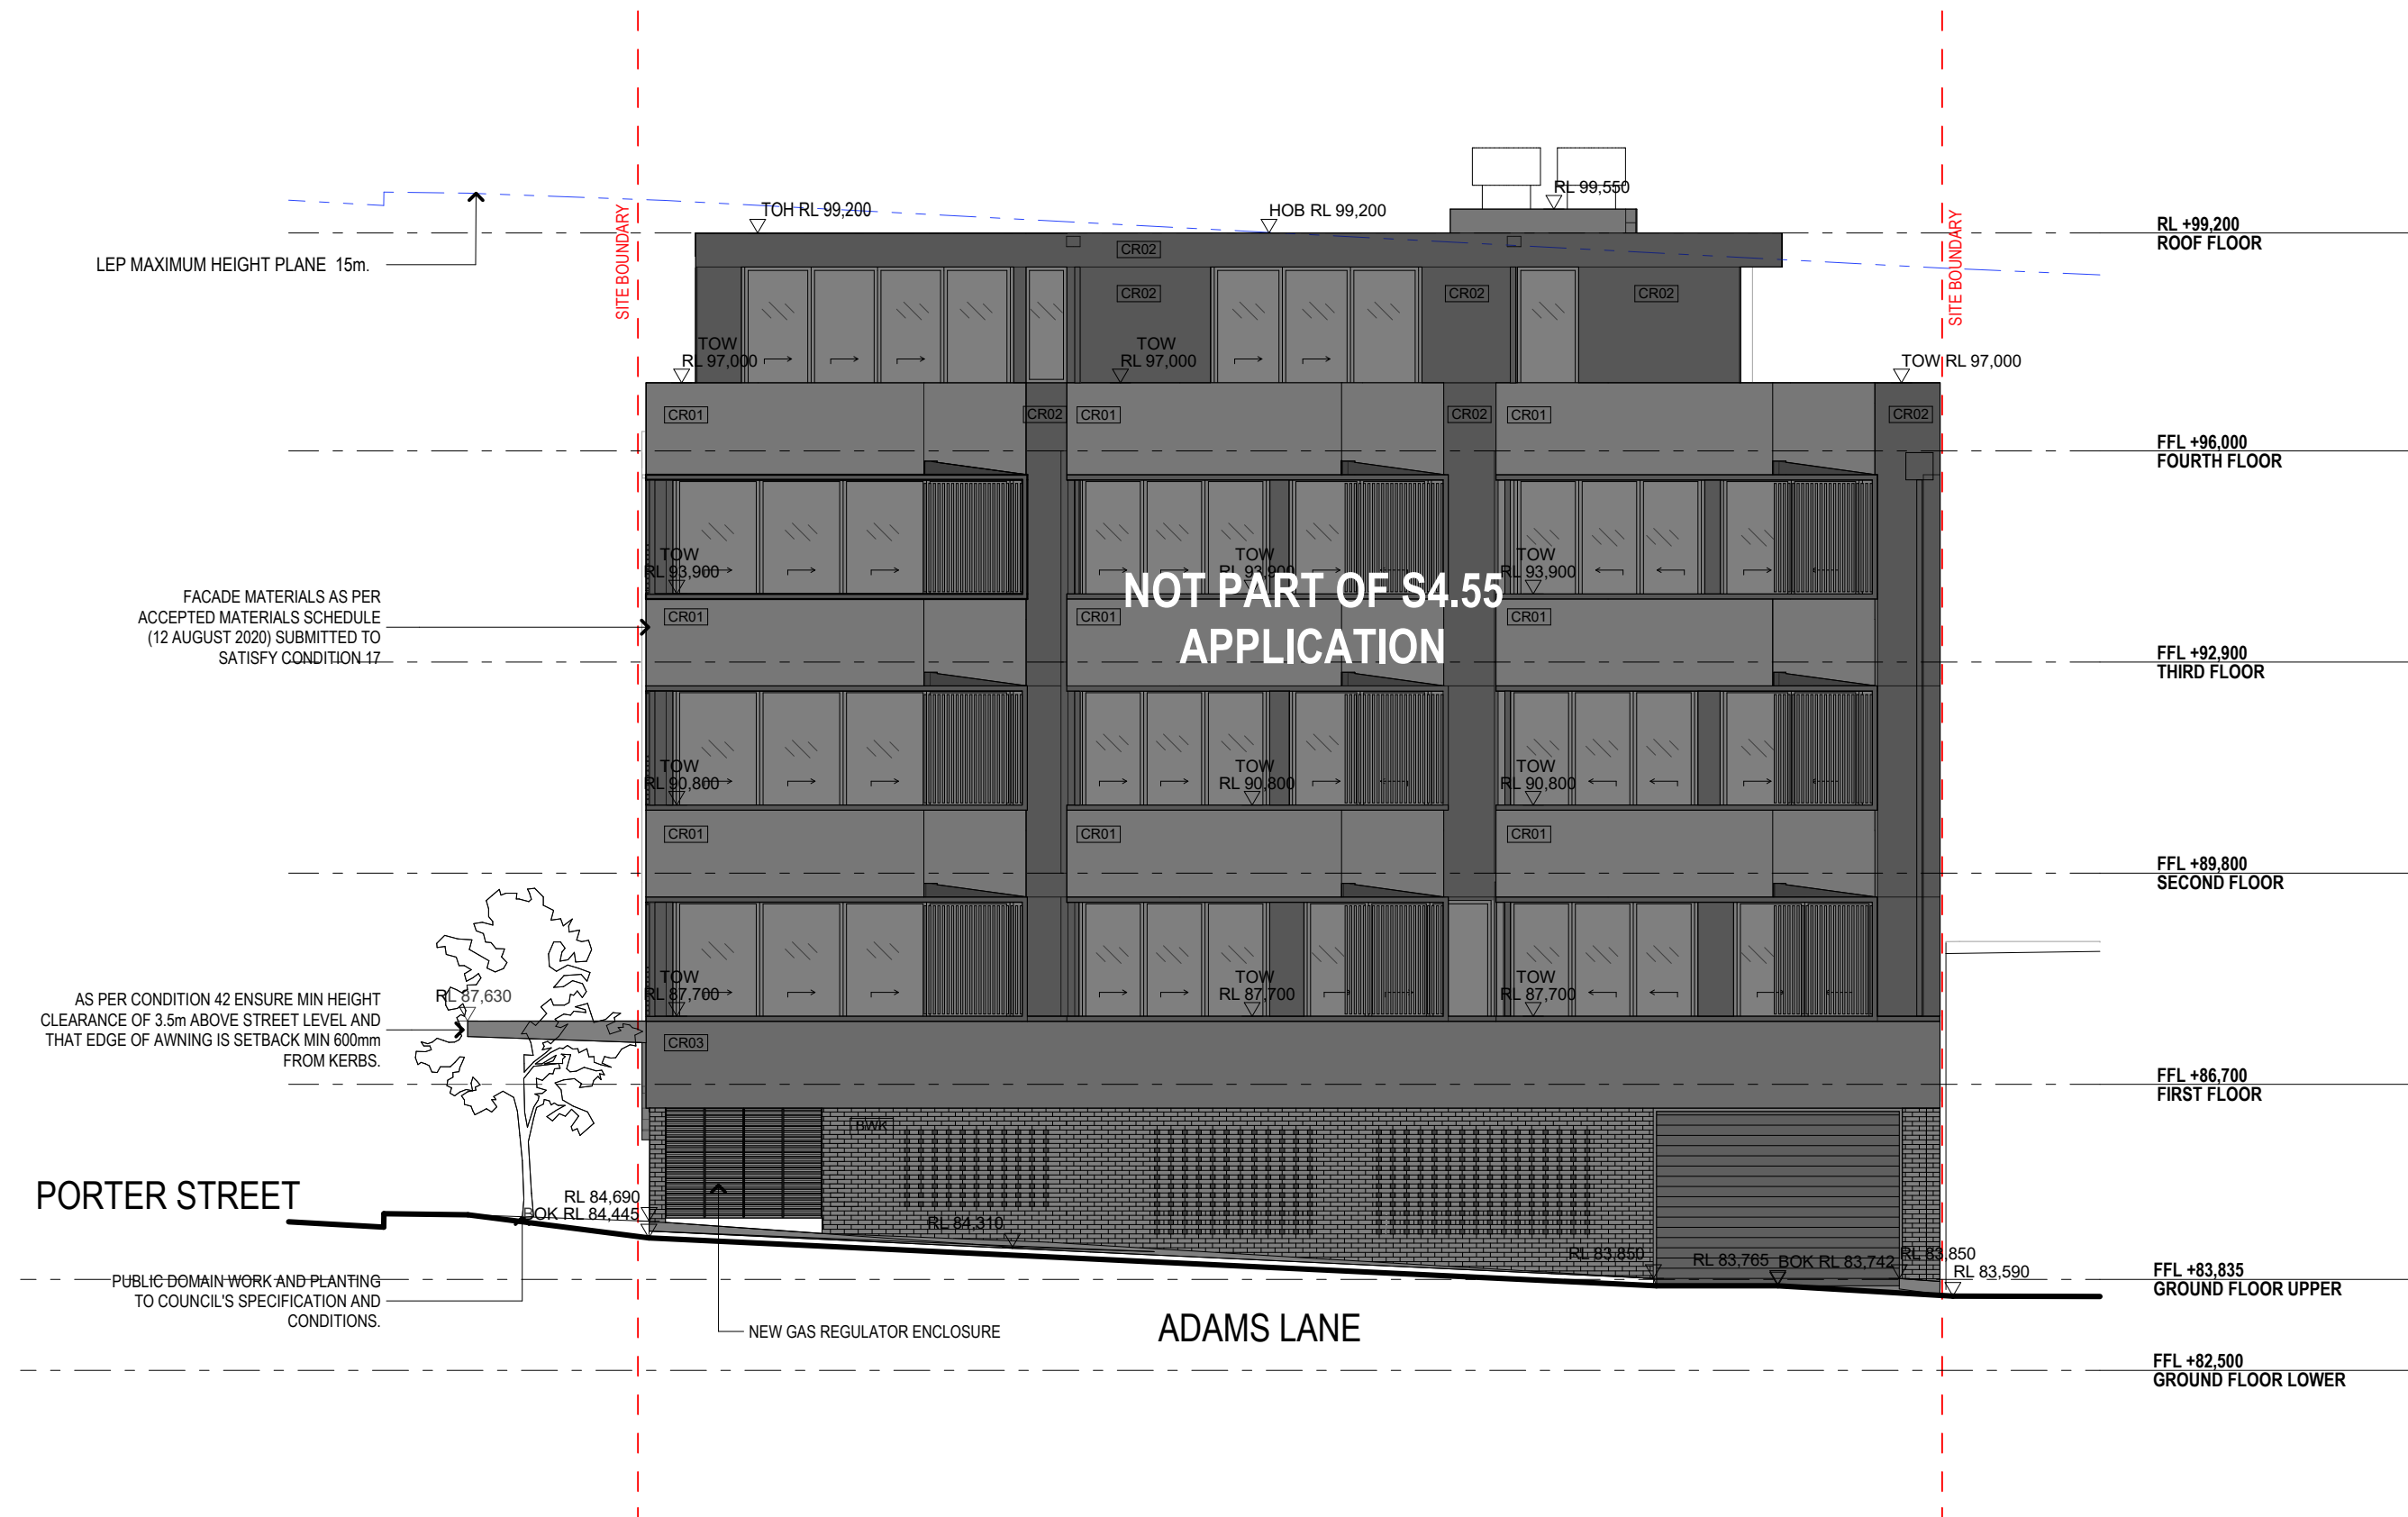 RL 99,550
TOH RL 99,200
HOB RL 99,200
SITE BOUNDARY
SITE BOUNDARY
RL +99,200
ROOF FLOOR
LEP MAXIMUM HEIGHT PLANE 15m.
CR02
CR02
CR02
CR02
TOW
RL 97,000
TOW
RL 97,000
TOW RL 97,000
CR01
CR02
CR01
CR02
CR01
CR02
FFL +96,000
FOURTH FLOOR
TOW
RL 93,900
TOW
RL 93,900
TOW
RL 93,900
NOT PART OF S4.55
APPLICATION
FACADE MATERIALS AS PER
ACCEPTED MATERIALS SCHEDULE
(12 AUGUST 2020) SUBMITTED TO
SATISFY CONDITION 17
CR01
CR01
CR01
FFL +92,900
THIRD FLOOR
TOW
RL 90,800
TOW
RL 90,800
TOW
RL 90,800
CR01
CR01
CR01
FFL +89,800
SECOND FLOOR
TOW
RL 87,700
TOW
RL 87,700
TOW
RL 87,700
RL 87,630
AS PER CONDITION 42 ENSURE MIN HEIGHT
CLEARANCE OF 3.5m ABOVE STREET LEVEL AND
THAT EDGE OF AWNING IS SETBACK MIN 600mm
FROM KERBS.
CR03
FFL +86,700
FIRST FLOOR
BWK
PORTER STREET
RL 84,690
BOK RL 84,445
RL 84,310
RL 83,850
RL 83,765
BOK RL 83,742
RL 83,850
RL 83,590
FFL +83,835
GROUND FLOOR UPPER
PUBLIC DOMAIN WORK AND PLANTING
TO COUNCIL'S SPECIFICATION AND
CONDITIONS.
NEW GAS REGULATOR ENCLOSURE
ADAMS LANE
FFL +82,500
GROUND FLOOR LOWER